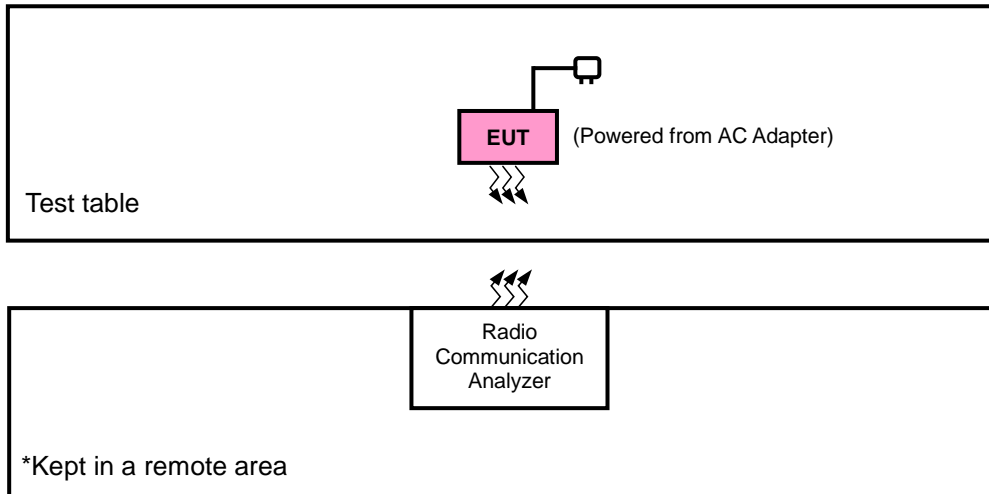 EUT
(Powered from AC Adapter)
Test table
Radio
Communication
Analyzer
*Kept in a remote area